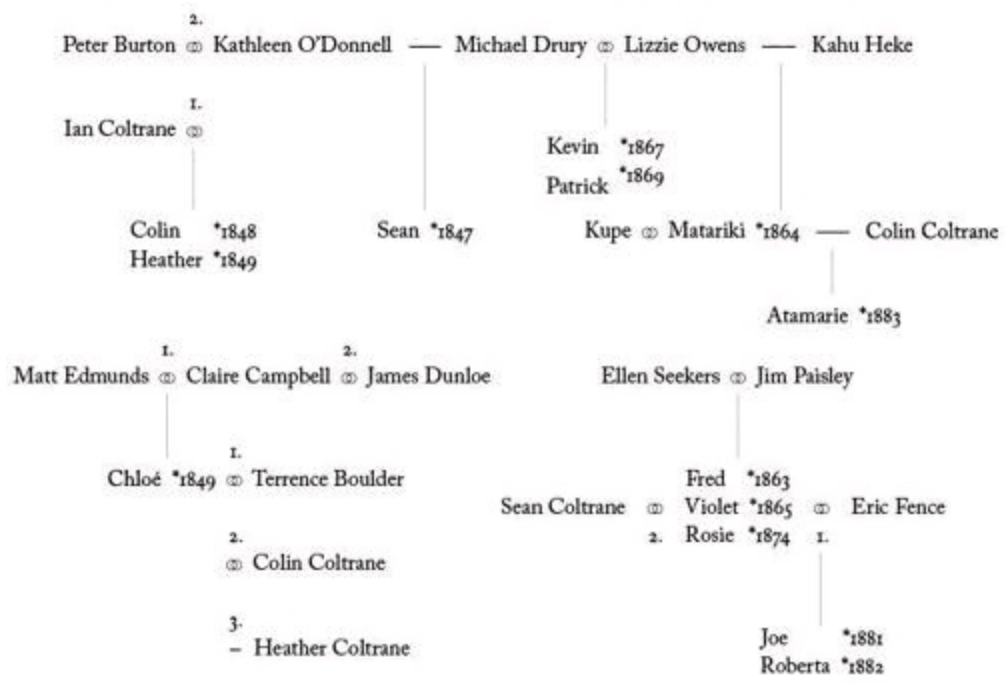 2.
Peter Burton ⚭ Kathleen O'Donnell — Michael Drury ⚭ Lizzie Owens — Kahu Heke
1.
Ian Coltrane ⚭
Kevin *1867
Patrick *1869
Colin *1848 Sean *1847 Kupe ⚭ Matariki *1864 — Colin Coltrane
Heather *1849
Atamarie *1883
1. 2.
Matt Edmunds ⚭ Claire Campbell ⚭ James Dunloe Ellen Seekers ⚭ Jim Paisley
1.
Chloé *1849 ⚭ Terrence Boulder Fred *1863
Sean Coltrane ⚭ Violet *1865 ⚭ Eric Fence
2. Rosie *1874 1.
2.
⚭ Colin Coltrane
3.
– Heather Coltrane
Joe *1881
Roberta *1882